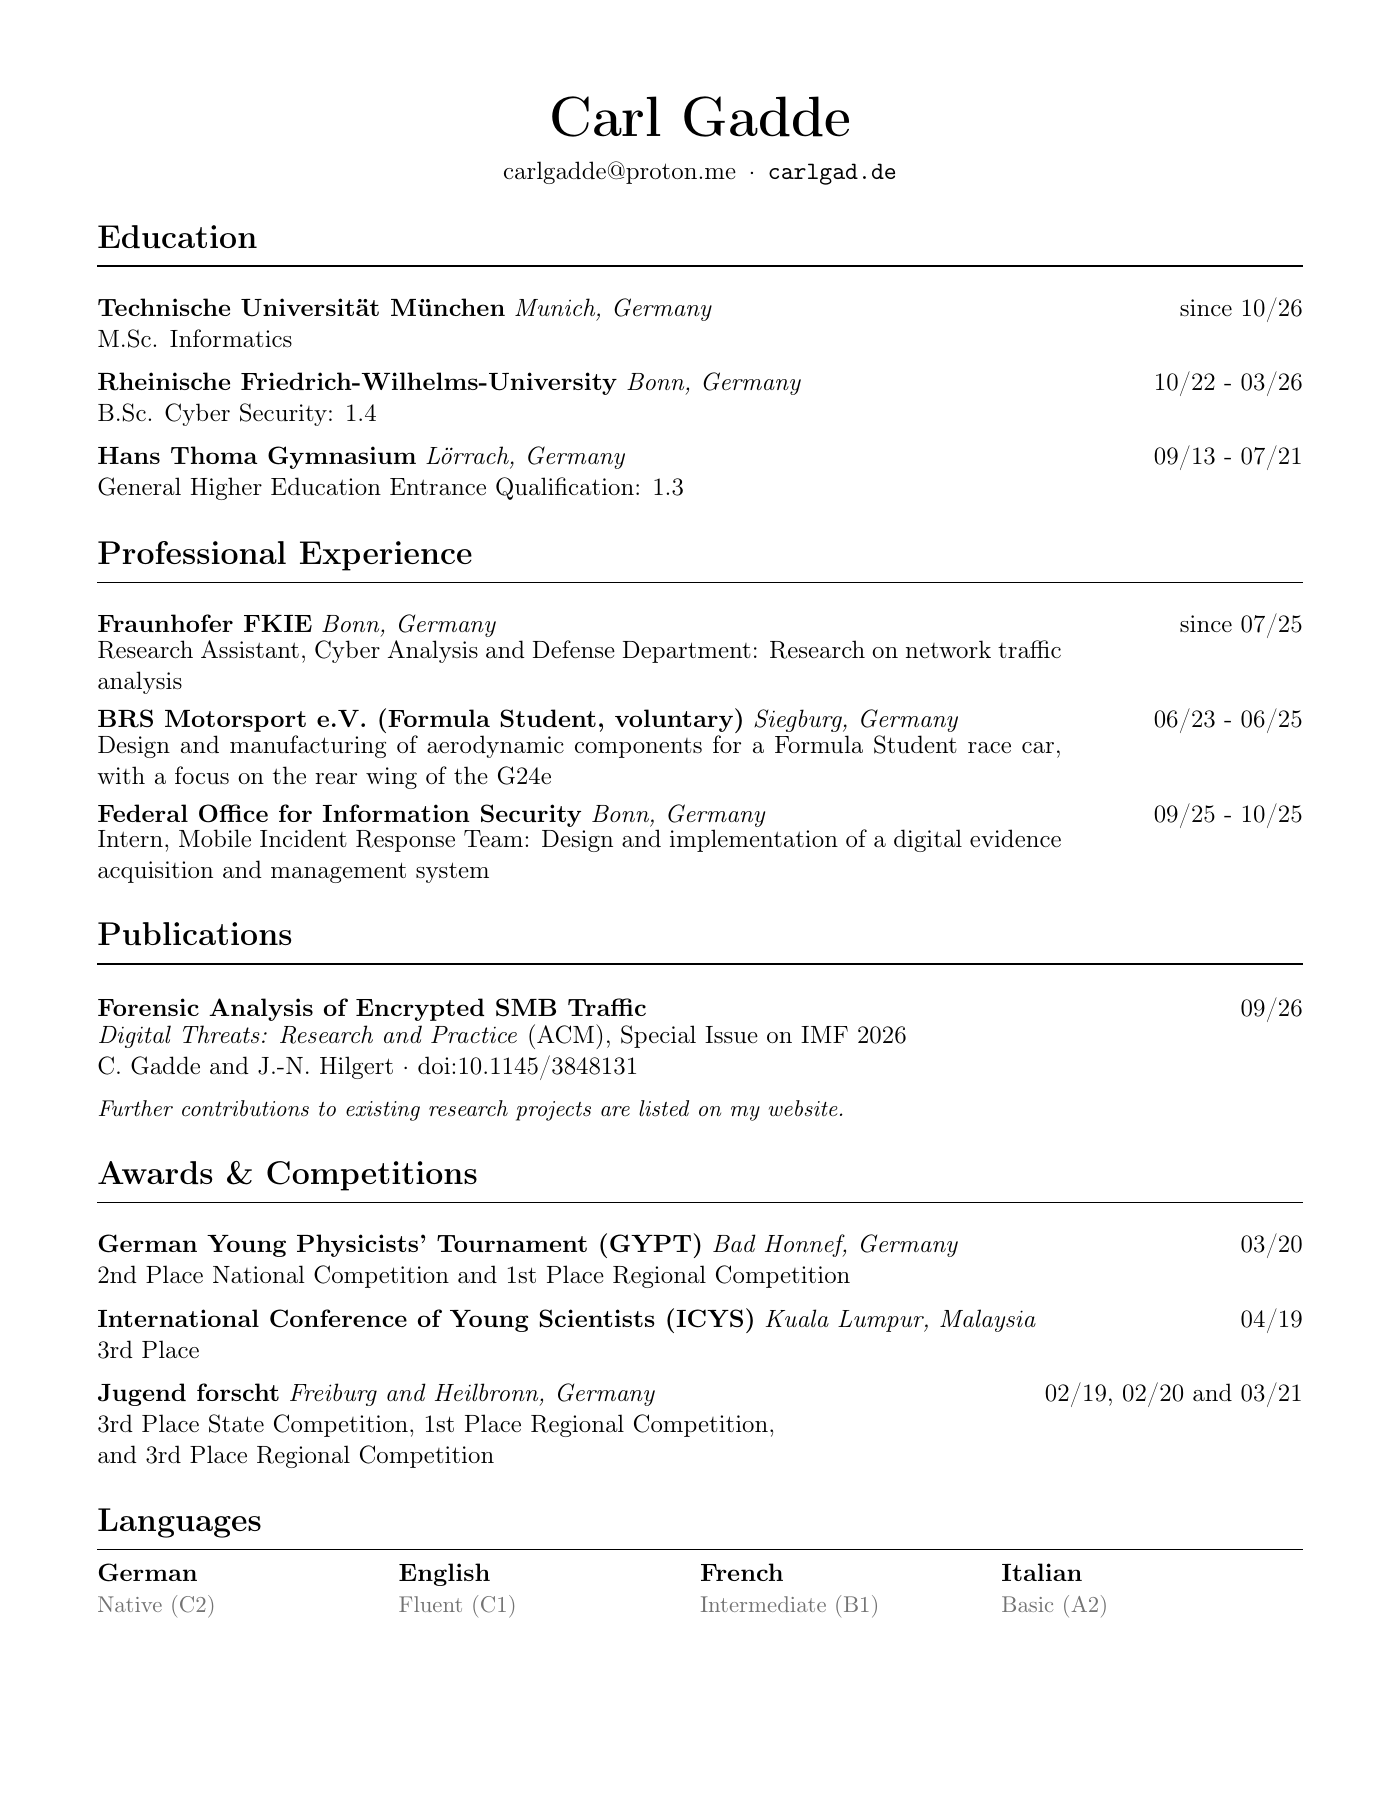 Carl Gadde
carlgadde@proton.me · carlgad.de
Education
Technische Universität München Munich, Germany since 10/26
M.Sc. Informatics
Rheinische Friedrich-Wilhelms-University Bonn, Germany 10/22 - 03/26
B.Sc. Cyber Security: 1.4
Hans Thoma Gymnasium Lörrach, Germany 09/13 - 07/21
General Higher Education Entrance Qualification: 1.3
Professional Experience
Fraunhofer FKIE Bonn, Germany since 07/25
Research Assistant, Cyber Analysis and Defense Department: Research on network traffic
analysis
BRS Motorsport e.V. (Formula Student, voluntary) Siegburg, Germany 06/23 - 06/25
Design and manufacturing of aerodynamic components for a Formula Student race car,
with a focus on the rear wing of the G24e
Federal Office for Information Security Bonn, Germany 09/25 - 10/25
Intern, Mobile Incident Response Team: Design and implementation of a digital evidence
acquisition and management system
Publications
Forensic Analysis of Encrypted SMB Traffic 09/26
Digital Threats: Research and Practice (ACM), Special Issue on IMF 2026
C. Gadde and J.-N. Hilgert · doi:10.1145/3848131
Further contributions to existing research projects are listed on my website.
Awards & Competitions
German Young Physicists' Tournament (GYPT) Bad Honnef, Germany 03/20
2nd Place National Competition and 1st Place Regional Competition
International Conference of Young Scientists (ICYS) Kuala Lumpur, Malaysia 04/19
3rd Place
Jugend forscht Freiburg and Heilbronn, Germany 02/19, 02/20 and 03/21
3rd Place State Competition, 1st Place Regional Competition,
and 3rd Place Regional Competition
Languages
German English French Italian
Native (C2) Fluent (C1) Intermediate (B1) Basic (A2)